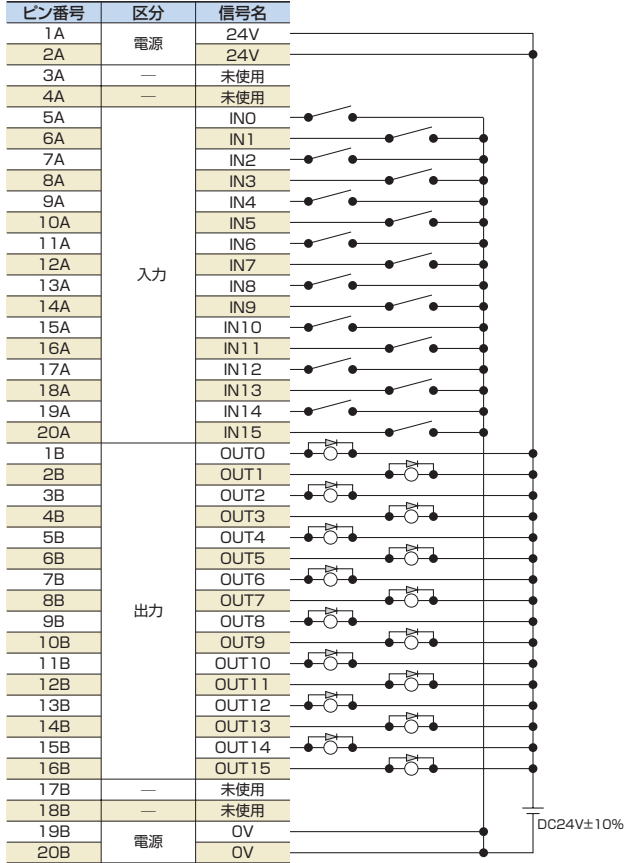 ピン番号 区分 信号名
1A 電源 24V
2A 24V
3A ― 未使用
4A ― 未使用
5A 入力 IN0
6A IN1
7A IN2
8A IN3
9A IN4
10A IN5
11A IN6
12A IN7
13A IN8
14A IN9
15A IN10
16A IN11
17A IN12
18A IN13
19A IN14
20A IN15
1B 出力 OUT0
2B OUT1
3B OUT2
4B OUT3
5B OUT4
6B OUT5
7B OUT6
8B OUT7
9B OUT8
10B OUT9
11B OUT10
12B OUT11
13B OUT12
14B OUT13
15B OUT14
16B OUT15
17B ― 未使用
18B ― 未使用
19B 電源 0V
20B 0V
DC24V±10%